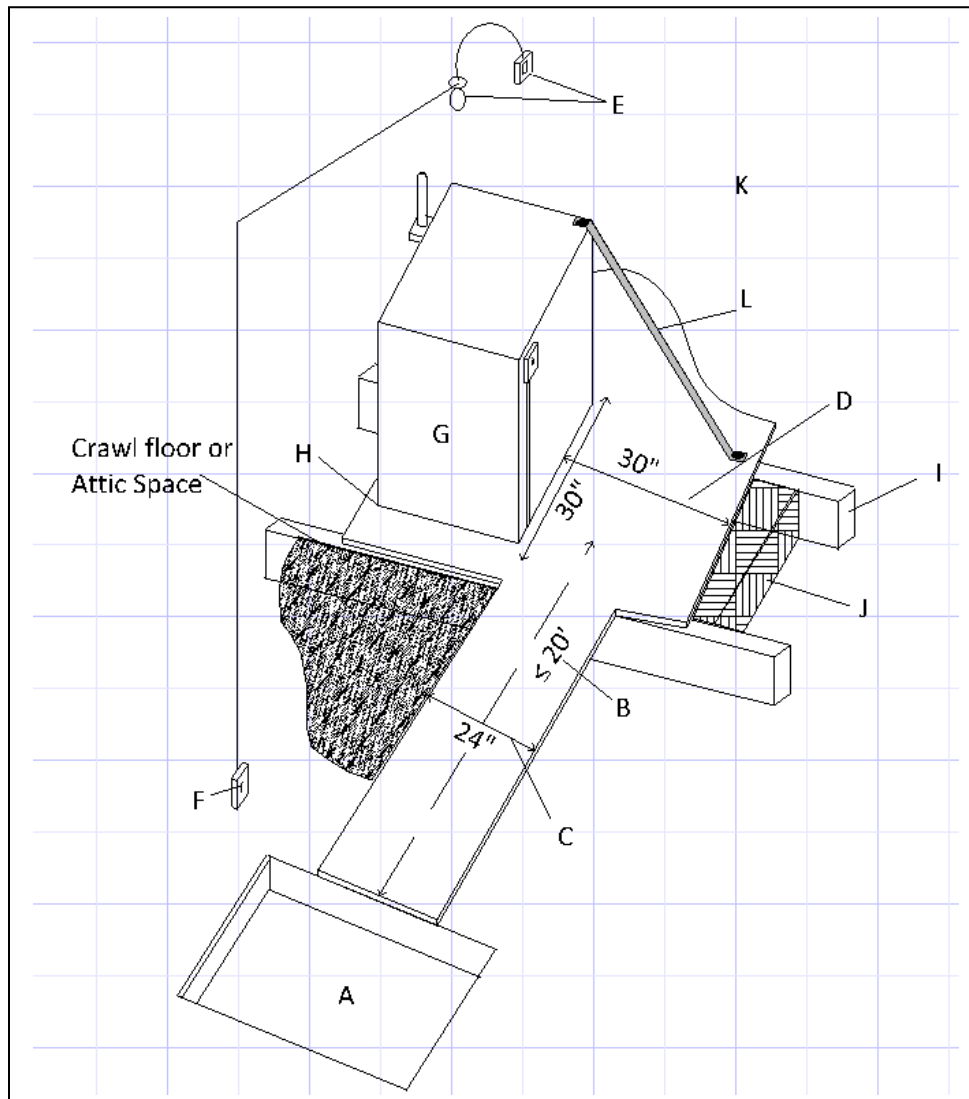 E
K
L
D
Crawl floor or
Attic Space
H
G
30"
30"
I
J
≤ 20'
B
24"
C
F
A